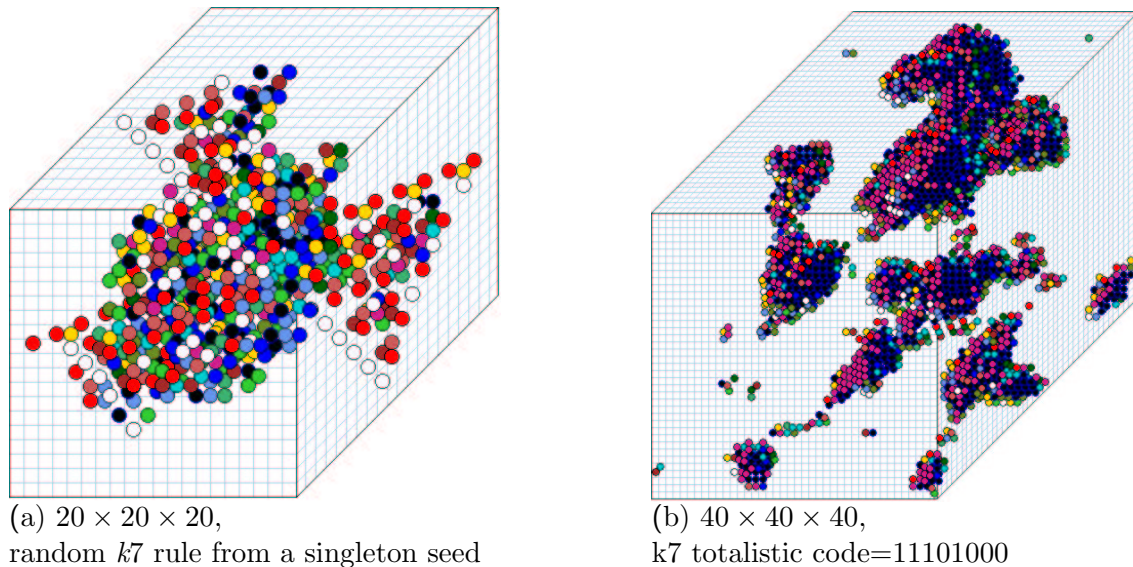 (a) 20 × 20 × 20,
random k7 rule from a singleton seed
(b) 40 × 40 × 40,
k7 totalistic code=11101000